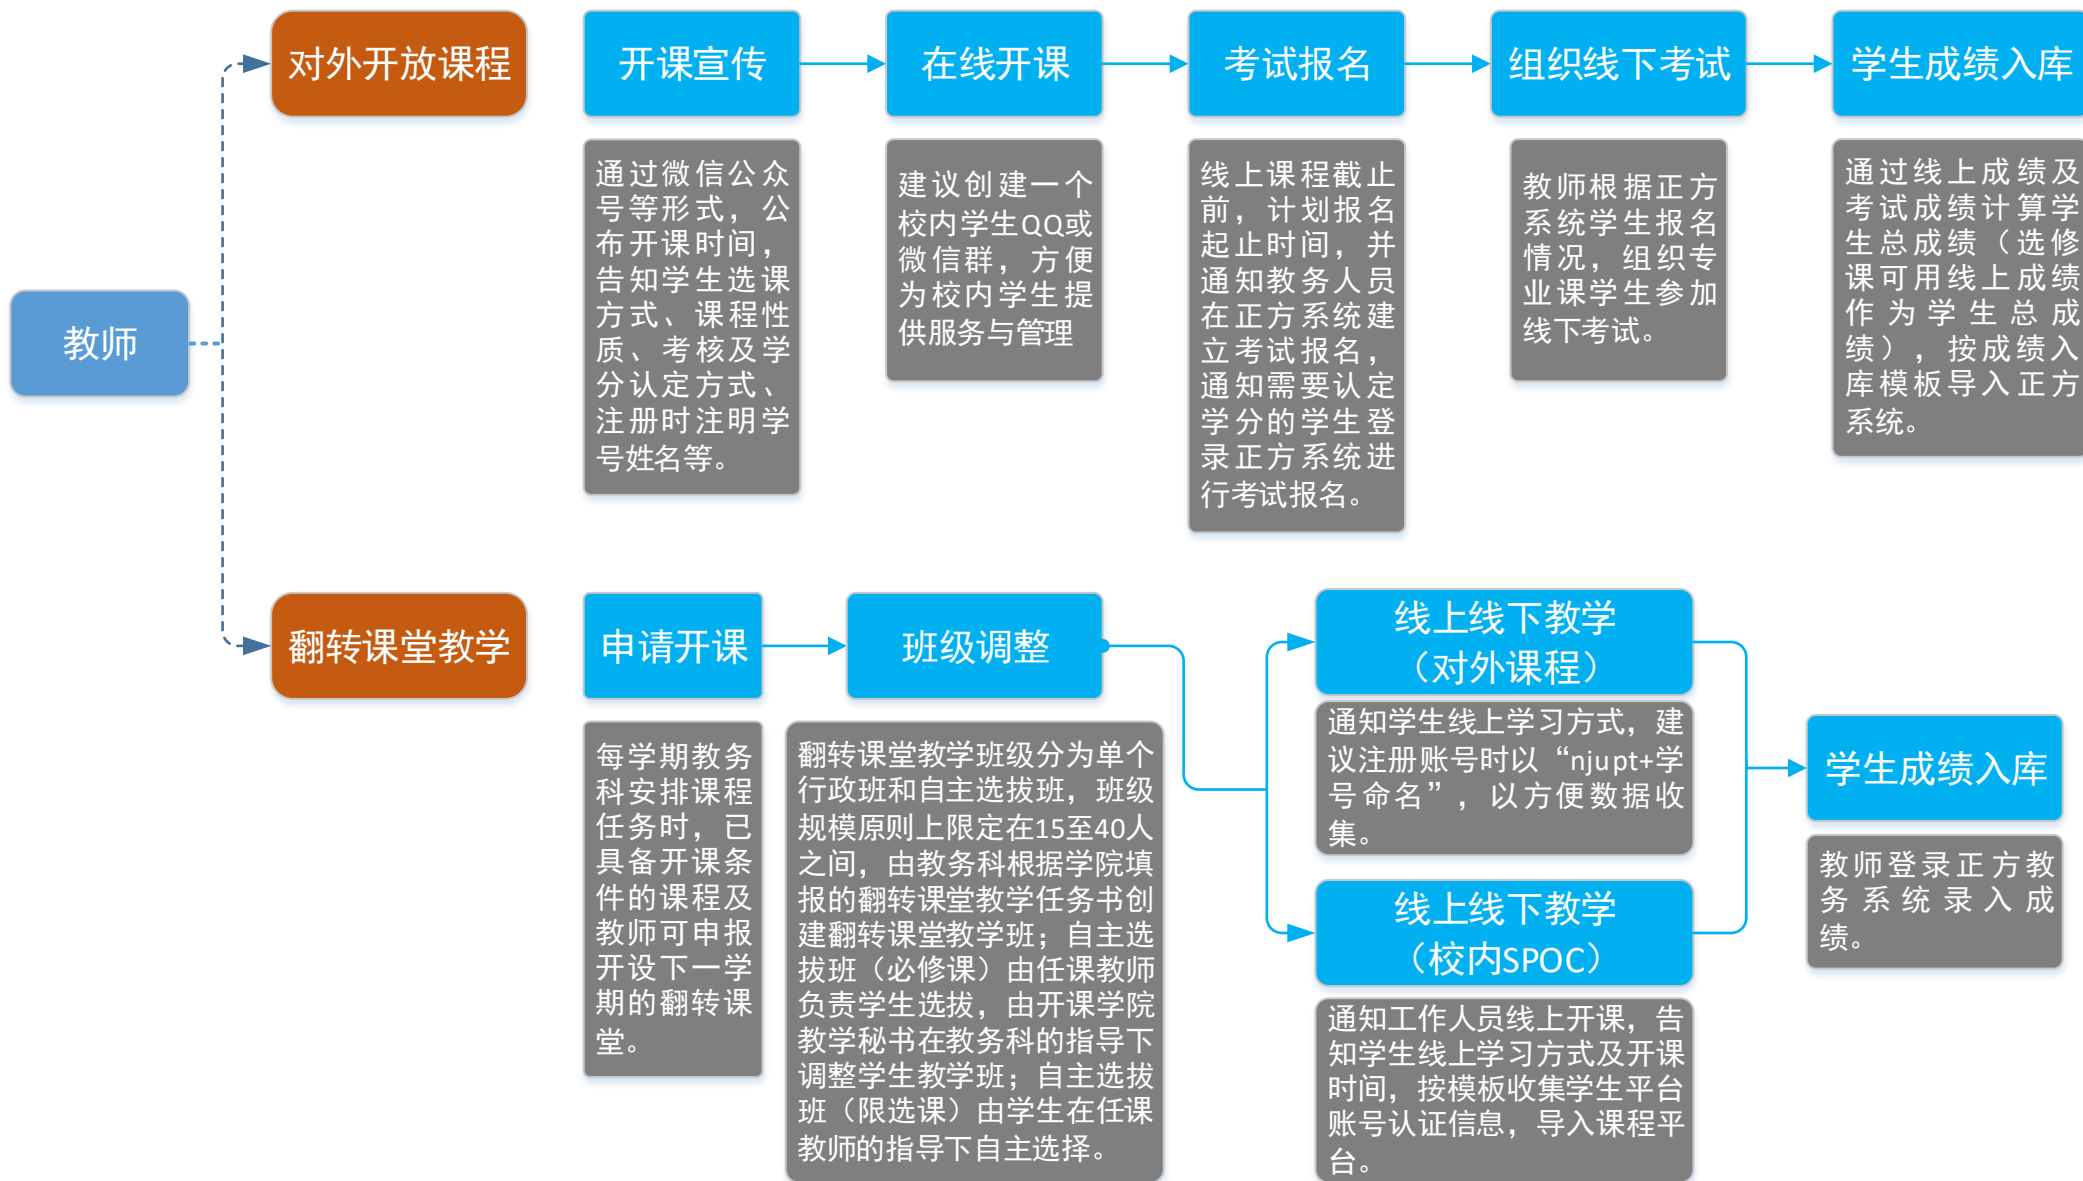 教师
对外开放课程
开课宣传
通过微信公众
号等形式，公
布开课时间，
告知学生选课
方式、课程性
质、考核及学
分认定方式、
注册时注明学
号姓名等。
在线开课
建议创建一个
校内学生QQ或
微信群，方便
为校内学生提
供服务与管理
考试报名
线上课程截止
前，计划报名
起止时间，并
通知教务人员
在正方系统建
立考试报名，
通知需要认定
学分的学生登
录正方系统进
行考试报名。
组织线下考试
教师根据正方
系统学生报名
情况，组织专
业课学生参加
线下考试。
学生成绩入库
通过线上成绩及
考试成绩计算学
生总成绩（选修
课可用线上成绩
作为学生总成
绩），按成绩入
库模板导入正方
系统。
翻转课堂教学
申请开课
每学期教务
科安排课程
任务时，已
具备开课条
件的课程及
教师可申报
开设下一学
期的翻转课
堂。
班级调整
翻转课堂教学班级分为单个
行政班和自主选拔班，班级
规模原则上限定在15至40人
之间，由教务科根据学院填
报的翻转课堂教学任务书创
建翻转课堂教学班；自主选
拔班（必修课）由任课教师
负责学生选拔，由开课学院
教学秘书在教务科的指导下
调整学生教学班；自主选拔
班（限选课）由学生在任课
教师的指导下自主选择。
线上线下教学
（对外课程）
通知学生线上学习方式，建
议注册账号时以“njupt+学
号命名”，以方便数据收
集。
线上线下教学
（校内SPOC）
通知工作人员线上开课，告
知学生线上学习方式及开课
时间，按模板收集学生平台
账号认证信息，导入课程平
台。
学生成绩入库
教师登录正方教
务系统录入成
绩。